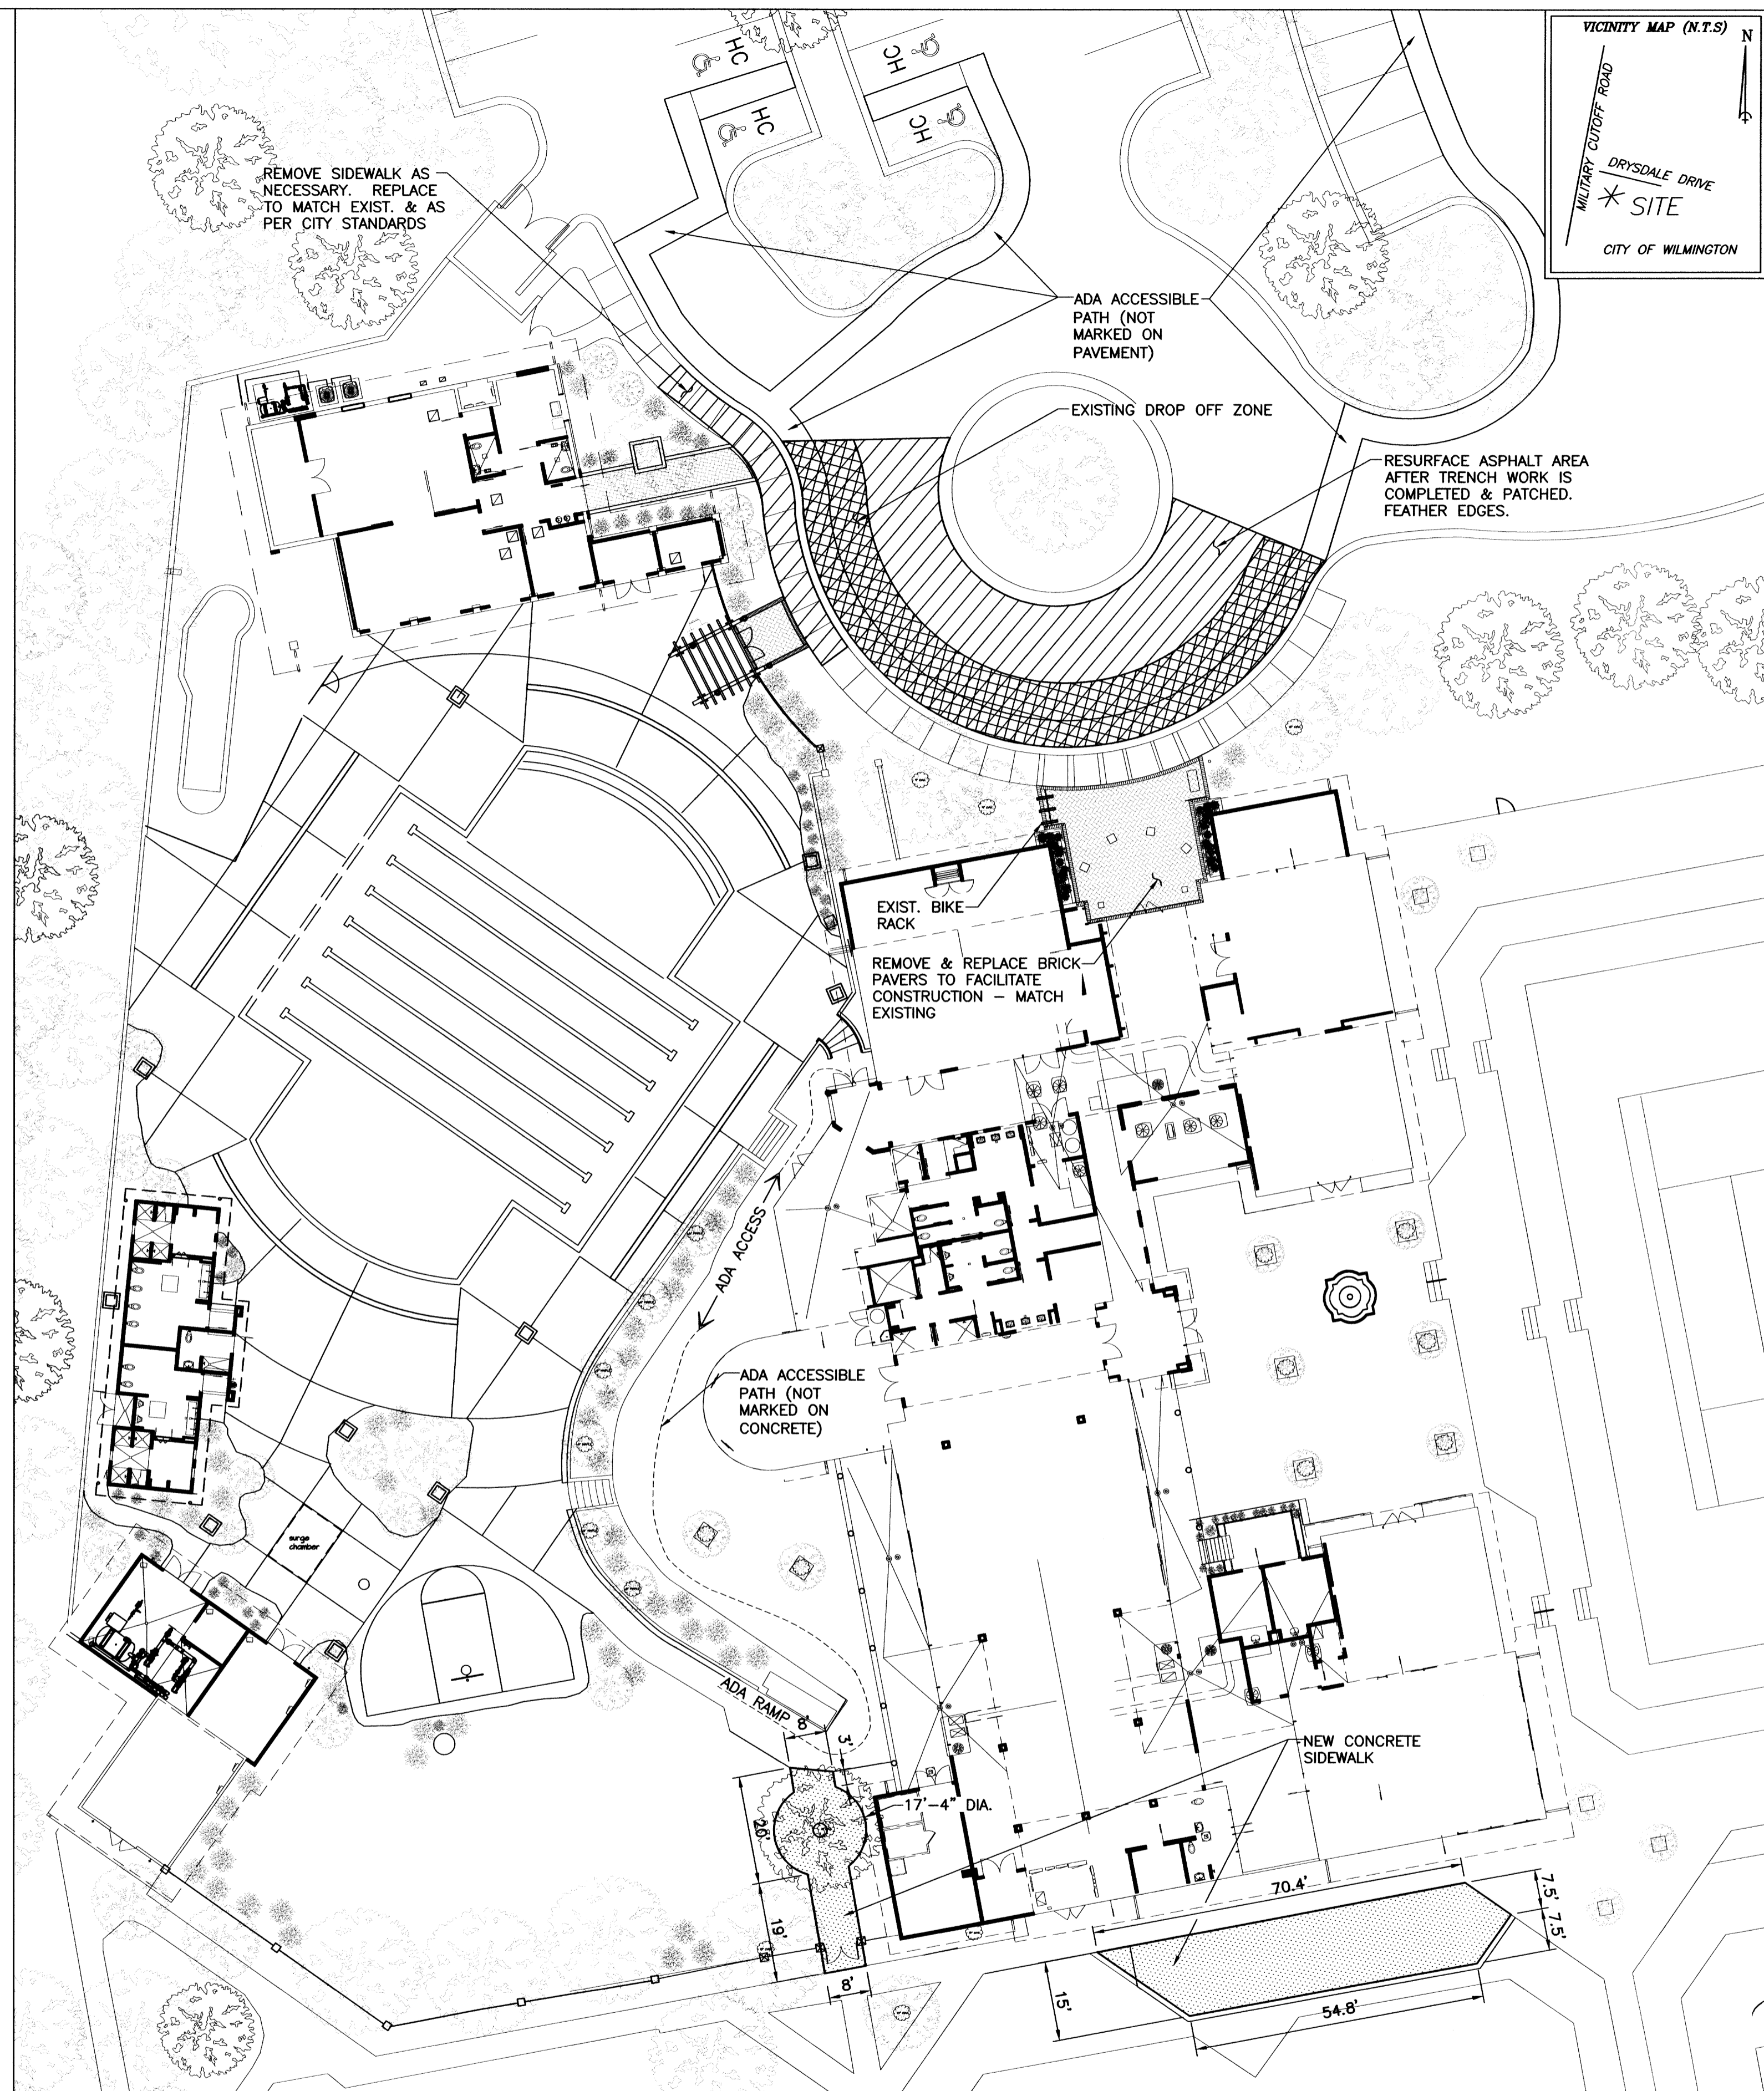 VICINITY MAP (N.T.S)
N
MILITARY CUTOFF ROAD
DRYSDALE DRIVE
SITE
CITY OF WILMINGTON
HC
HC
HC
HC
REMOVE SIDEWALK AS
NECESSARY. REPLACE
TO MATCH EXIST. & AS
PER CITY STANDARDS
ADA ACCESSIBLE
PATH (NOT
MARKED ON
PAVEMENT)
EXISTING DROP OFF ZONE
RESURFACE ASPHALT AREA
AFTER TRENCH WORK IS
COMPLETED & PATCHED.
FEATHER EDGES.
EXIST. BIKE
RACK
REMOVE & REPLACE BRICK
PAVERS TO FACILITATE
CONSTRUCTION – MATCH
EXISTING
ADA ACCESS
ADA ACCESSIBLE
PATH (NOT
MARKED ON
CONCRETE)
surge
chamber
ADA RAMP
8'
3'
NEW CONCRETE
SIDEWALK
17'-4" DIA.
20'
19'
8'
70.4'
7.5'
7.5'
15'
54.8'